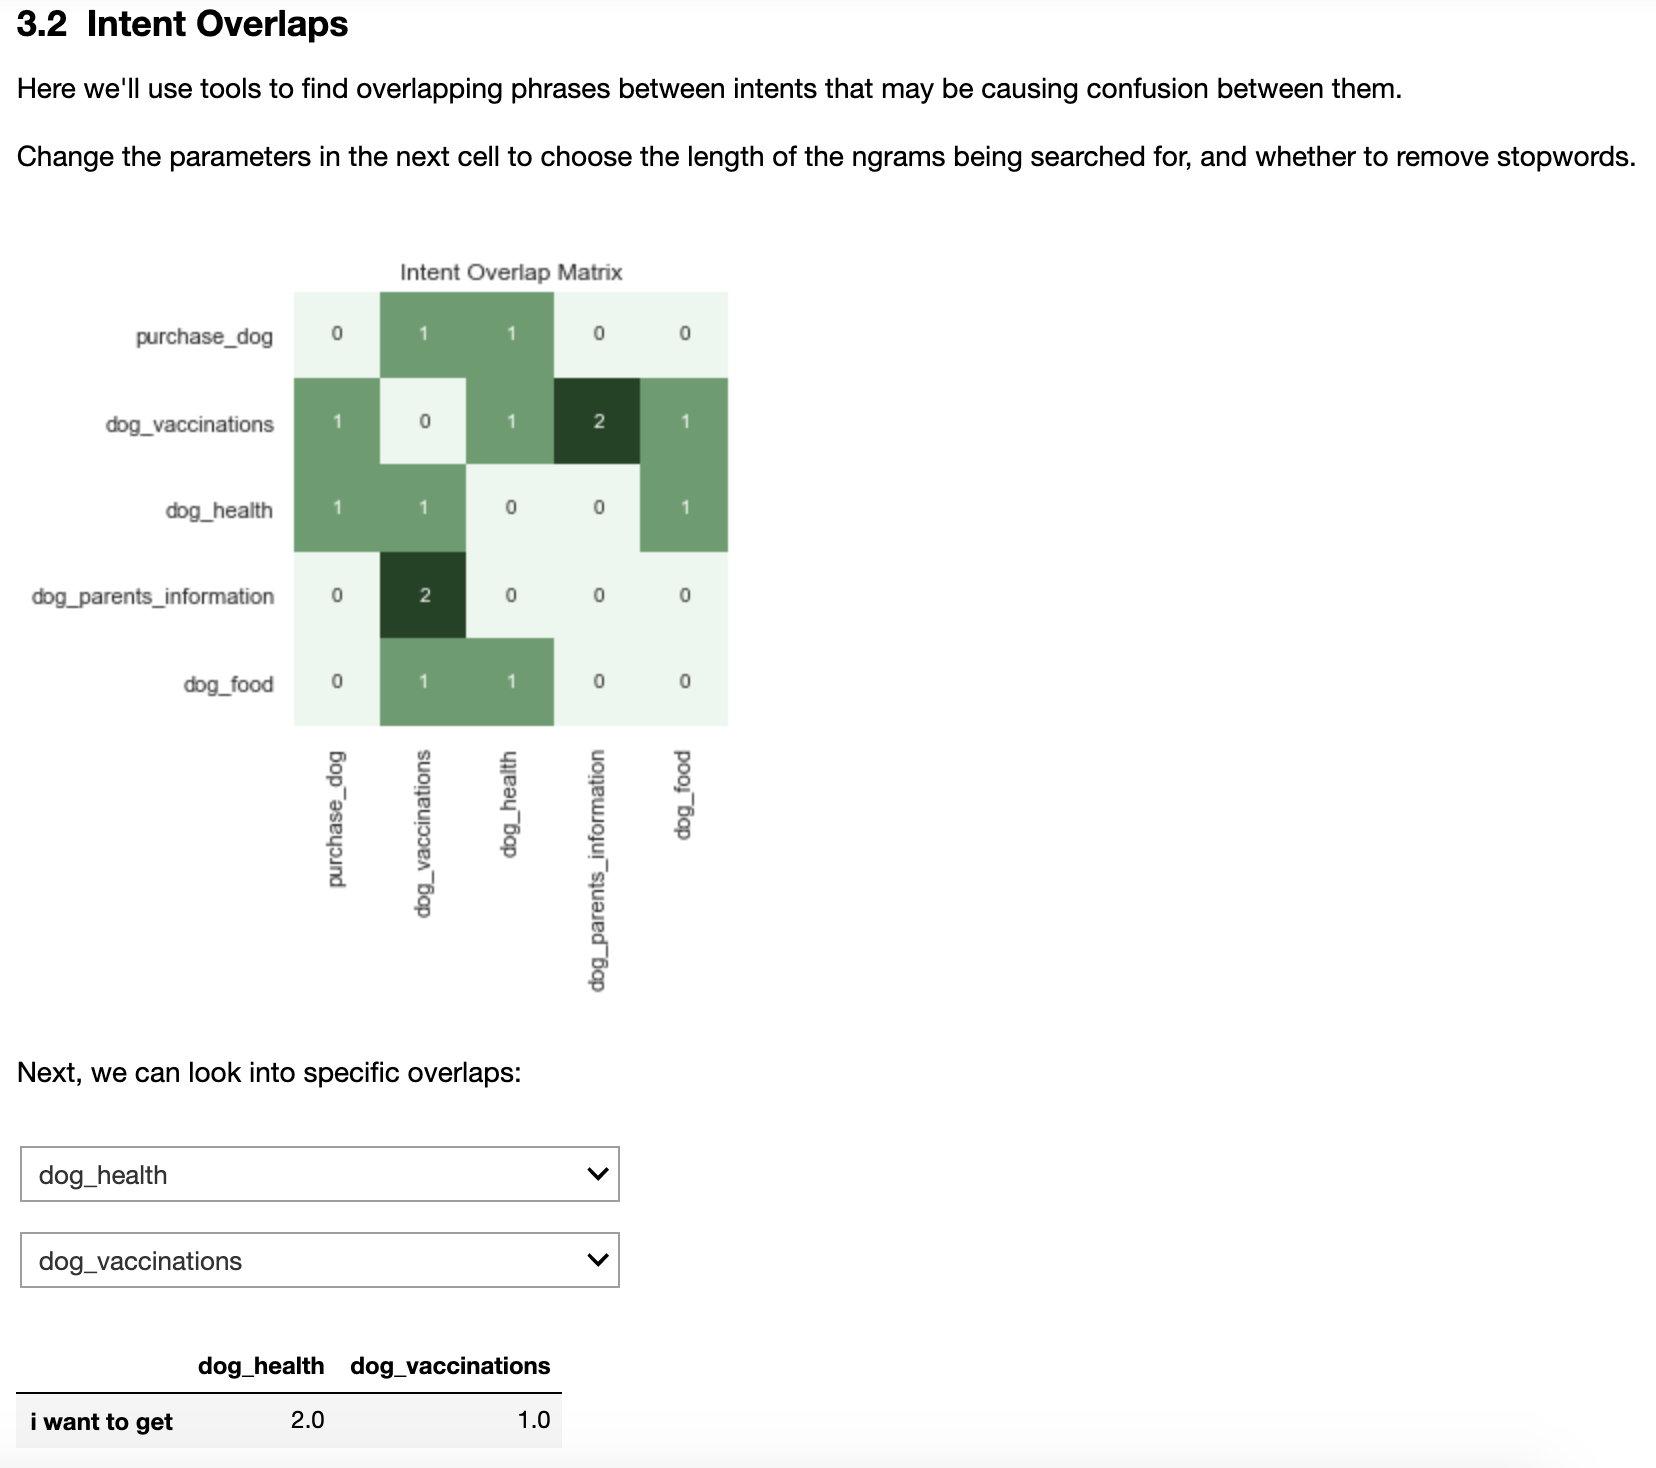 3.2 Intent Overlaps
Here we'll use tools to find overlapping phrases between intents that may be causing confusion between them.
Change the parameters in the next cell to choose the length of the ngrams being searched for, and whether to remove stopwords.
Intent Overlap Matrix
purchase_dog 0 1 1 0 0
dog_vaccinations 1 0 1 2 1
dog_health 1 1 0 0 1
dog_parents_information 0 2 0 0 0
dog_food 0 1 1 0 0
purchase_dog
dog_vaccinations
dog_health
dog_parents_information
dog_food
Next, we can look into specific overlaps:
dog_health
dog_vaccinations
dog_health dog_vaccinations
i want to get 2.0 1.0